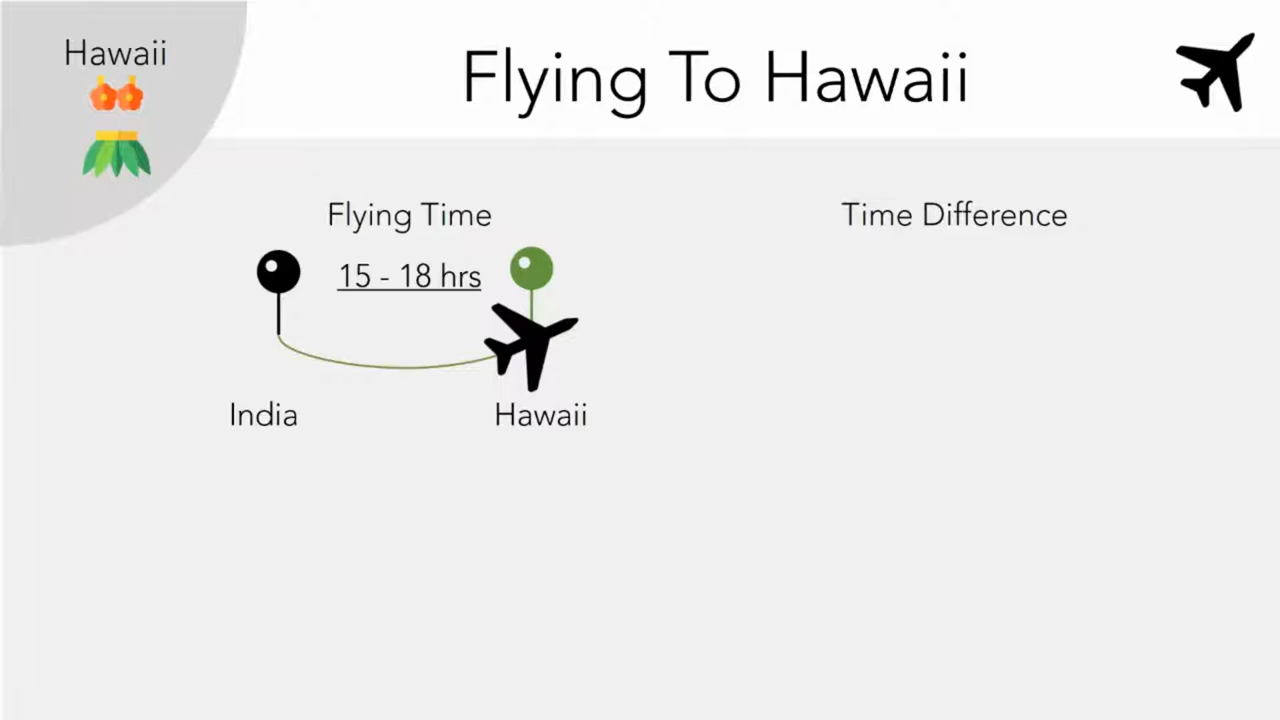 Hawaii
Flying To Hawaii
Flying Time
15 - 18 hrs
India
Hawaii
Time Difference